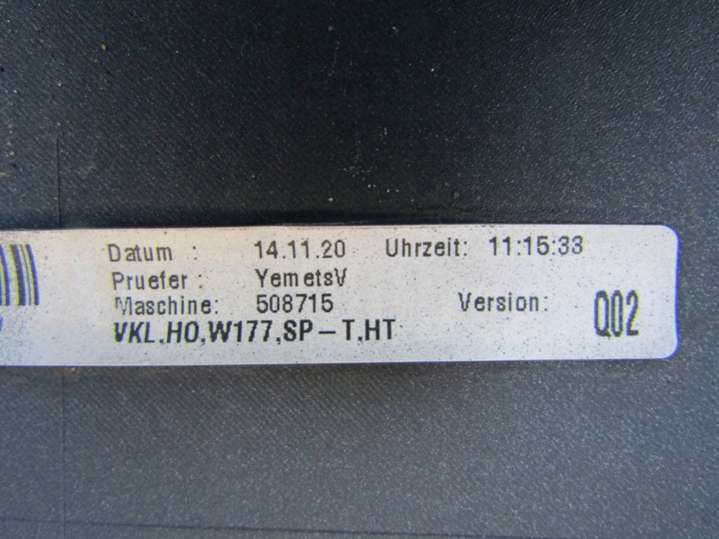 Datum : 14.11.20 Uhrzeit: 11:15:33
Pruefer : YemetsV
Maschine: 508715 Version: Q02
VKL.HO,W177,SP-T,HT